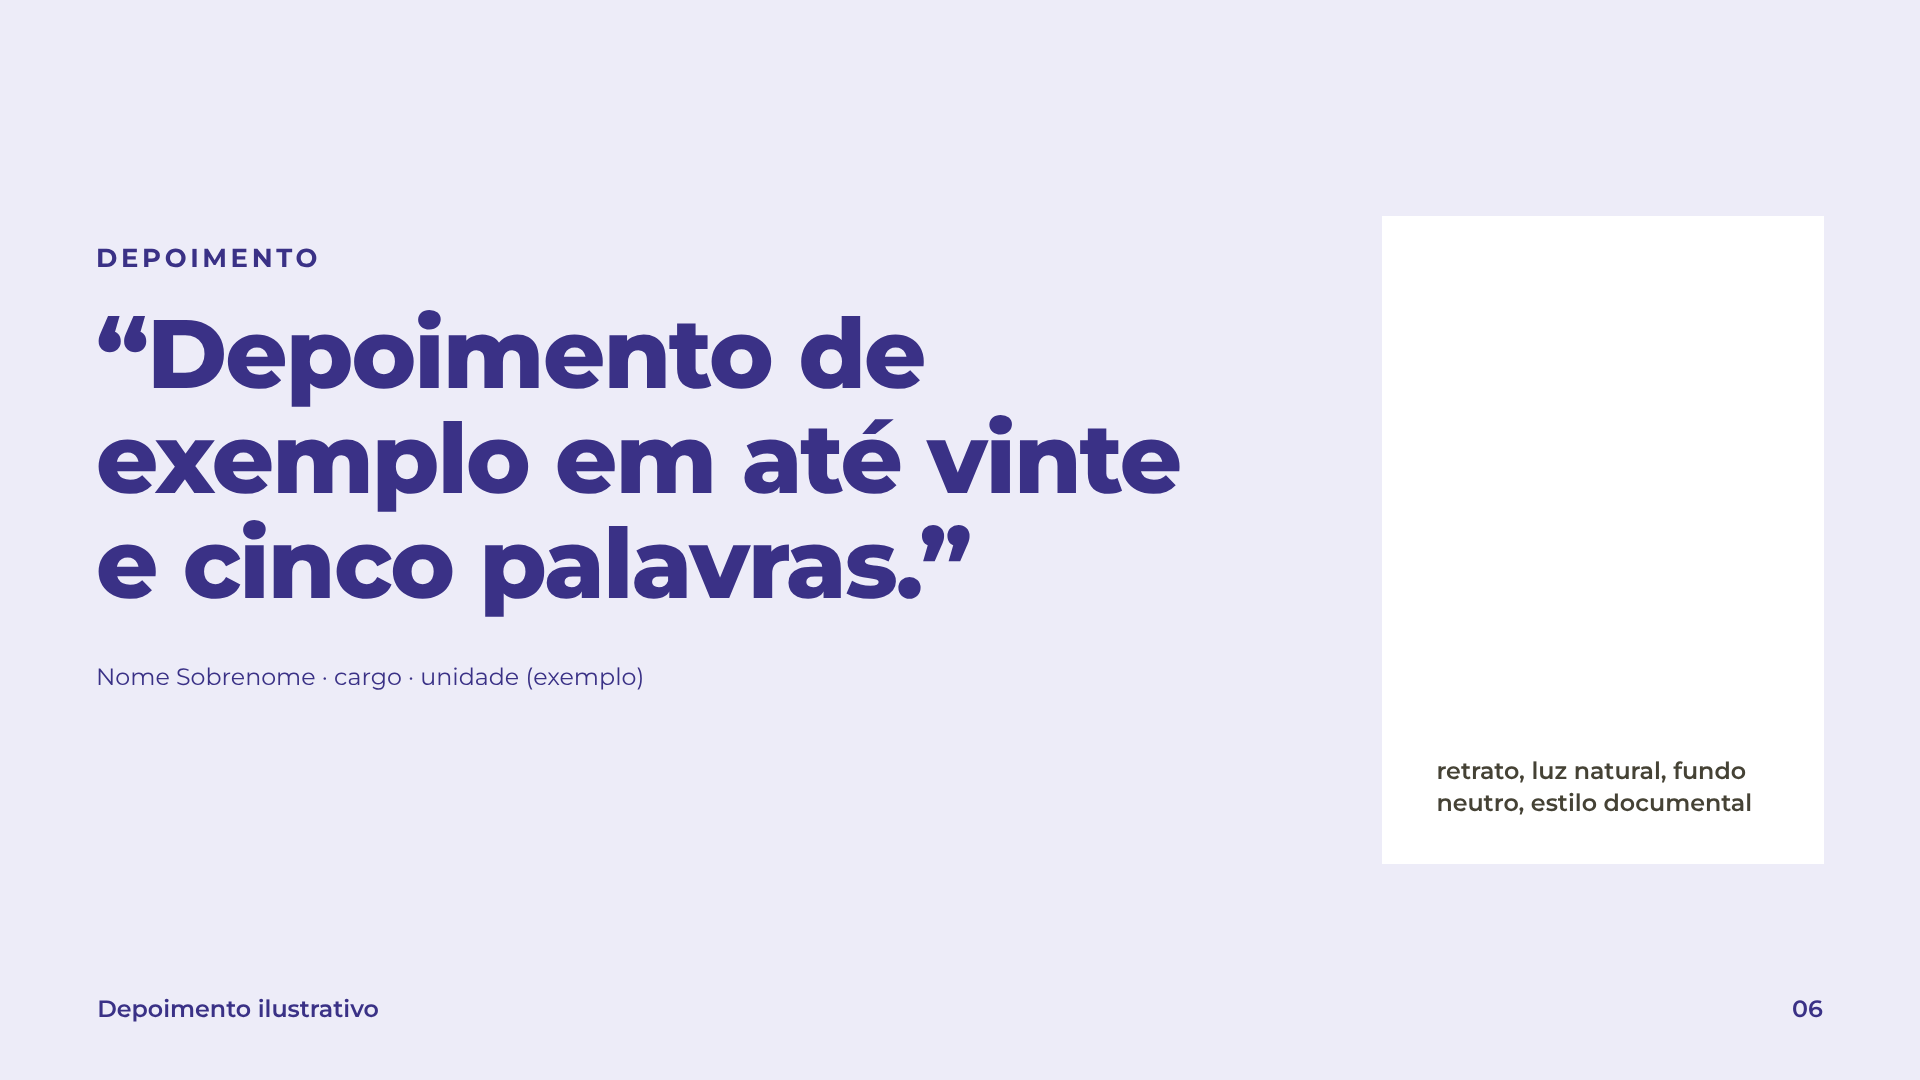 DEPOIMENTO
“Depoimento de
exemplo em até vinte
e cinco palavras.”
Nome Sobrenome · cargo · unidade (exemplo)
retrato, luz natural, fundo
neutro, estilo documental
Depoimento ilustrativo
06